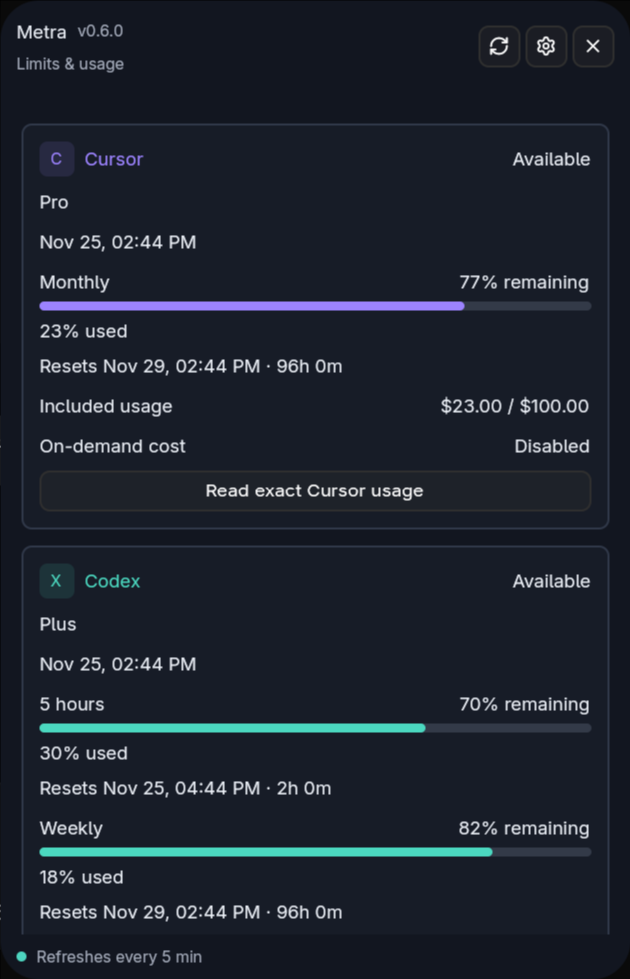 Metra v0.6.0
Limits & usage
C Cursor Available
Pro
Nov 25, 02:44 PM
Monthly 77% remaining
23% used
Resets Nov 29, 02:44 PM · 96h 0m
Included usage $23.00 / $100.00
On-demand cost Disabled
Read exact Cursor usage
X Codex Available
Plus
Nov 25, 02:44 PM
5 hours 70% remaining
30% used
Resets Nov 25, 04:44 PM · 2h 0m
Weekly 82% remaining
18% used
Resets Nov 29, 02:44 PM · 96h 0m
Refreshes every 5 min